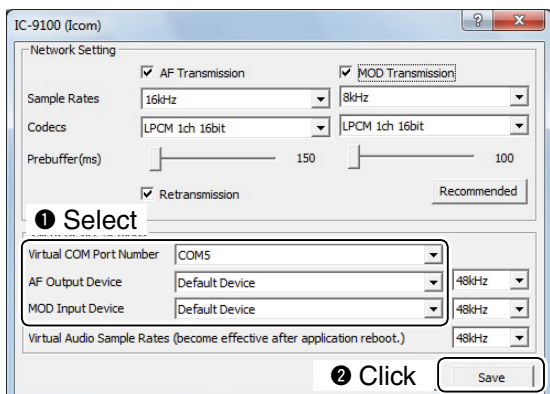 IC-9100 (Icom)
Network Setting
AF Transmission MOD Transmission
Sample Rates 16kHz 8kHz
Codecs LPCM 1ch 16bit LPCM 1ch 16bit
Prebuffer(ms) 150 100
Retransmission Recommended
❶ Select
Virtual COM Port Number COM5
AF Output Device Default Device 48kHz
MOD Input Device Default Device 48kHz
Virtual Audio Sample Rates (become effective after application reboot.) 48kHz
❷ Click Save